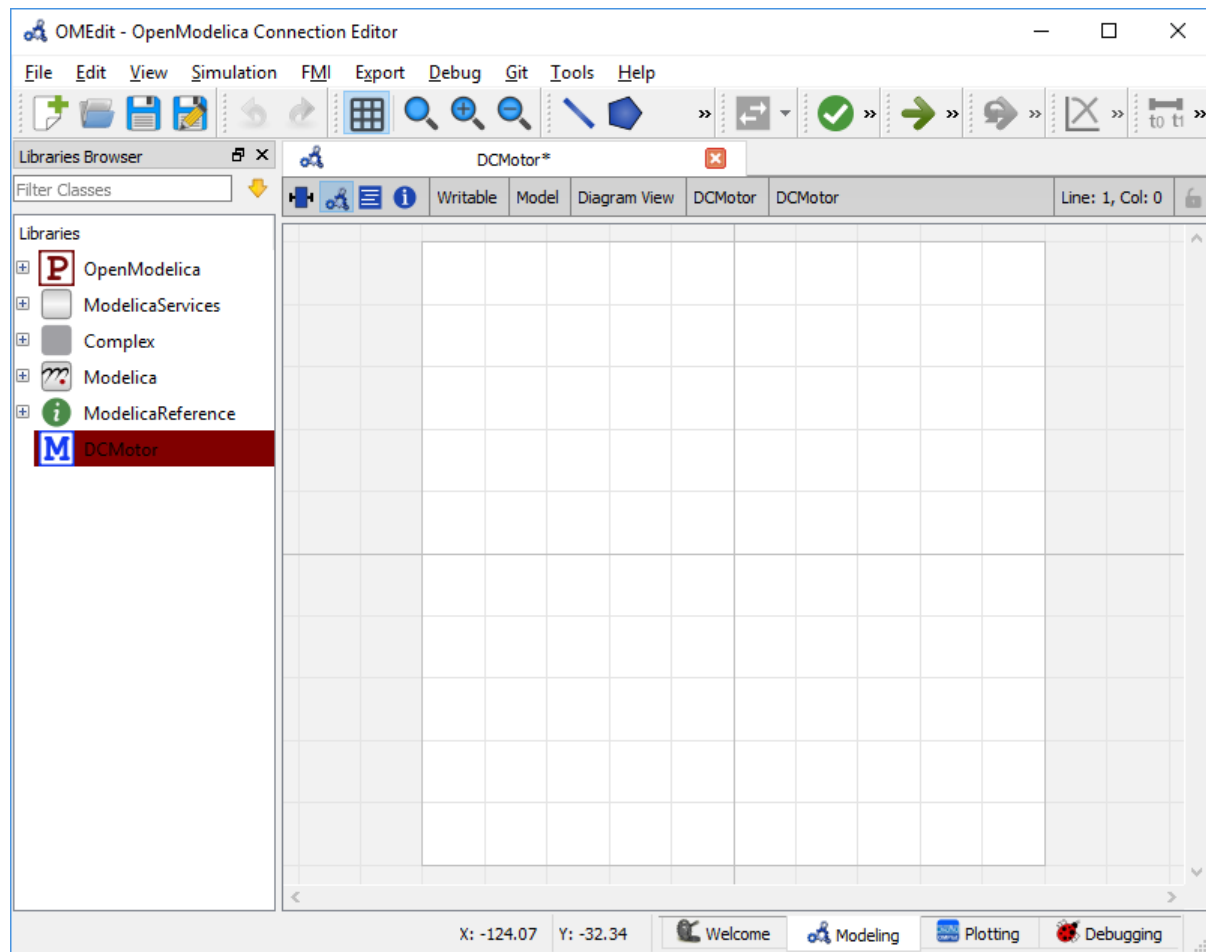 OMEdit - OpenModelica Connection Editor
File Edit View Simulation FMI Export Debug Git Tools Help
» » » » » to t1 »
Libraries Browser
DCMotor*
Filter Classes
Writable Model Diagram View DCMotor DCMotor Line: 1, Col: 0
Libraries
P OpenModelica
ModelicaServices
Complex
Modelica
i ModelicaReference
M DCMotor
X: -124.07 Y: -32.34 Welcome Modeling Plotting Debugging